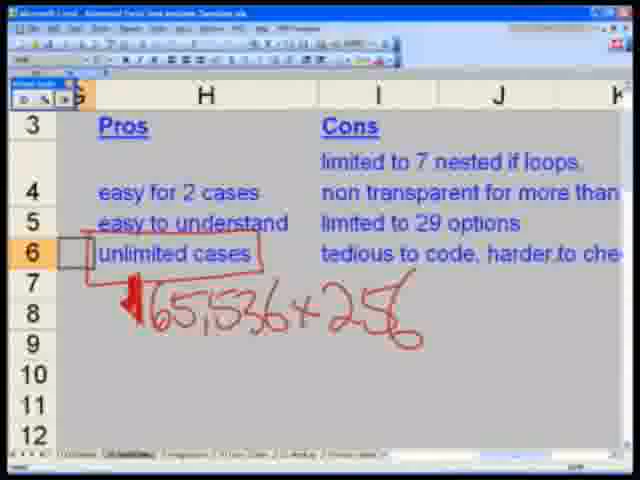 G H I J K
3 Pros Cons
limited to 7 nested if loops,
4 easy for 2 cases non transparent for more than
5 easy to understand limited to 29 options
6 unlimited cases tedious to code, harder to che
7
8 65,536 x 256
9
10
11
12